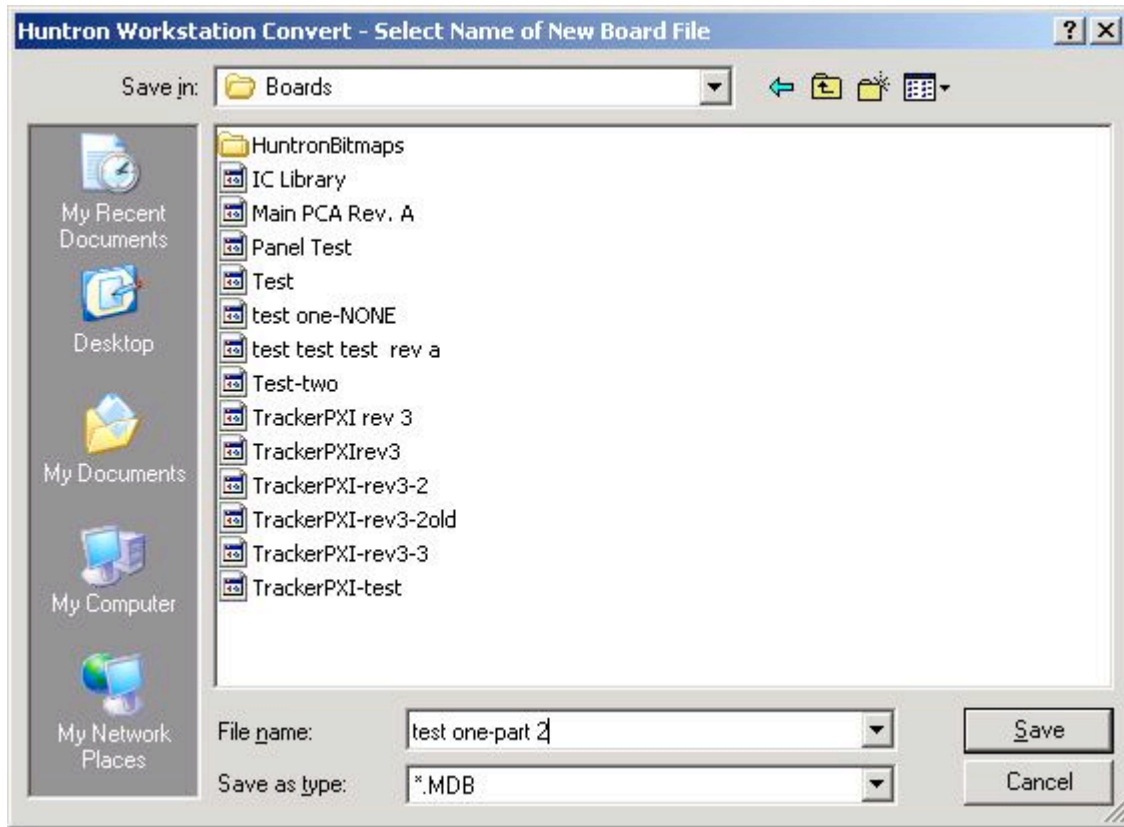 Huntron Workstation Convert - Select Name of New Board File
Save in:
Boards
My Recent
Documents
Desktop
My Documents
My Computer
My Network
Places
HuntronBitmaps
IC Library
Main PCA Rev. A
Panel Test
Test
test one-NONE
test test test  rev a
Test-two
TrackerPXI rev 3
TrackerPXIrev3
TrackerPXI-rev3-2
TrackerPXI-rev3-2old
TrackerPXI-rev3-3
TrackerPXI-test
File name:
test one-part 2
Save
Save as type:
*.MDB
Cancel